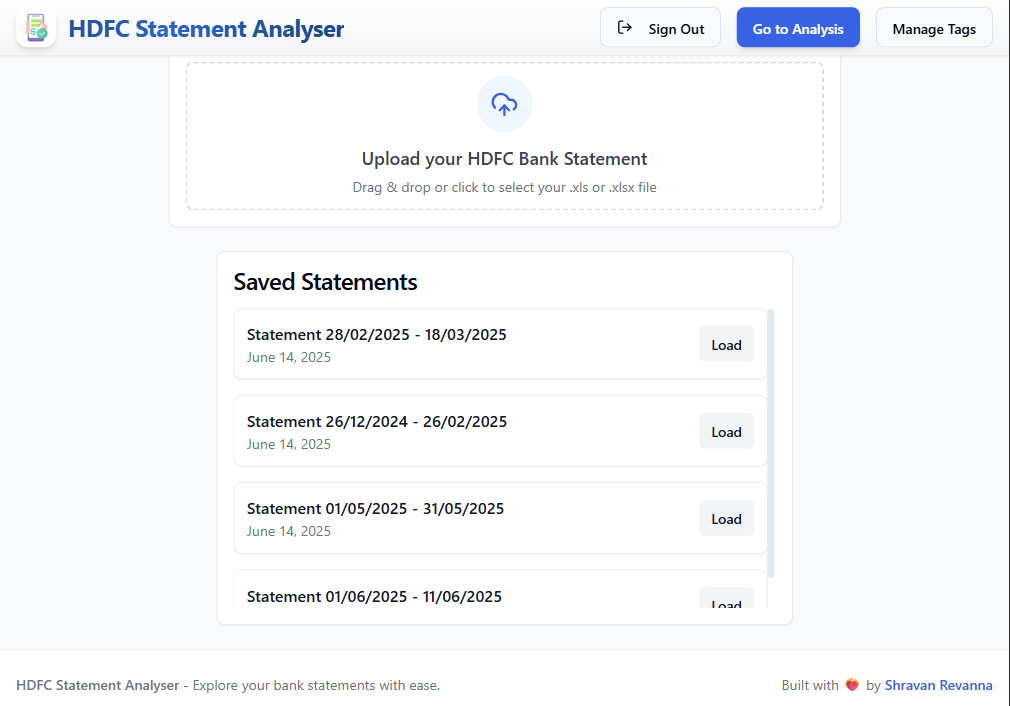 HDFC Statement Analyser
Sign Out
Go to Analysis
Manage Tags
Upload your HDFC Bank Statement
Drag & drop or click to select your .xls or .xlsx file
Saved Statements
Statement 28/02/2025 - 18/03/2025
June 14, 2025
Load
Statement 26/12/2024 - 26/02/2025
June 14, 2025
Load
Statement 01/05/2025 - 31/05/2025
June 14, 2025
Load
Statement 01/06/2025 - 11/06/2025
Load
HDFC Statement Analyser - Explore your bank statements with ease.
Built with ❤️ by Shravan Revanna